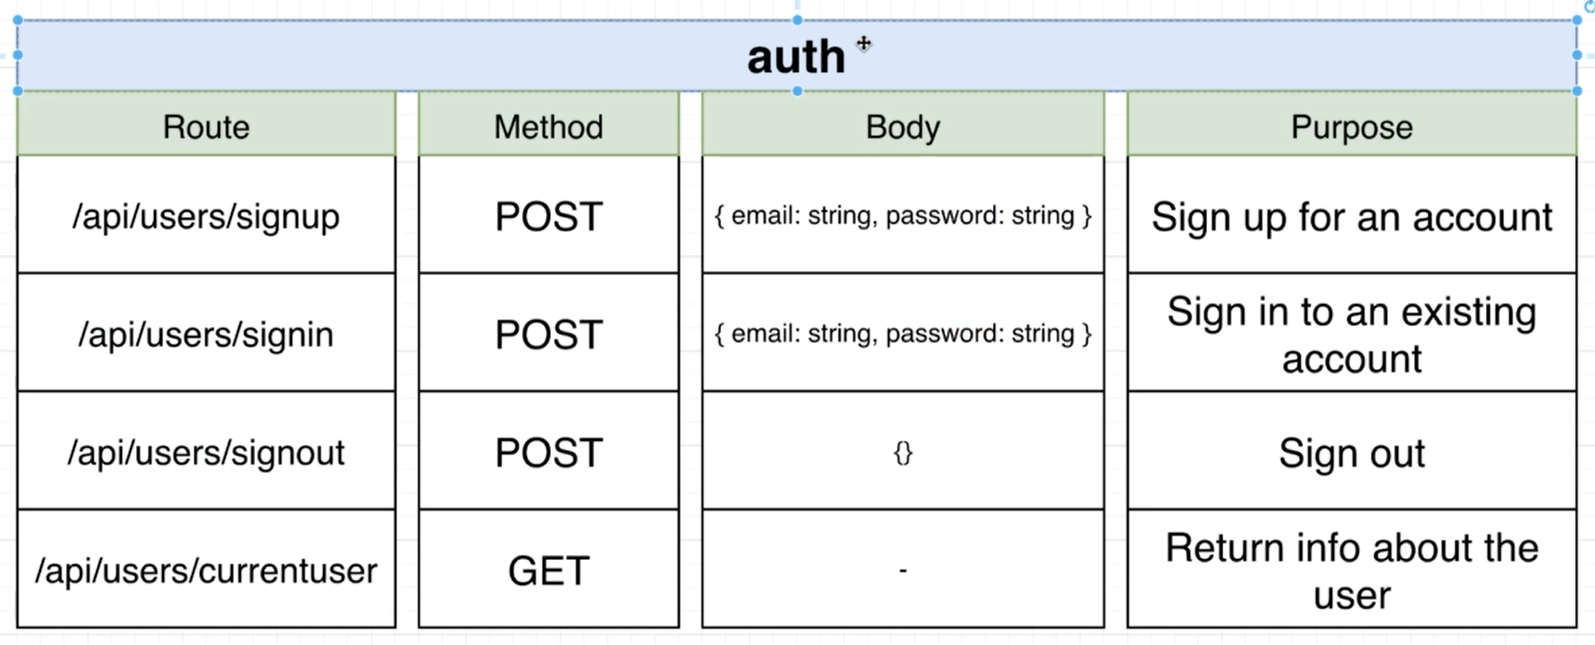 auth
Route Method Body Purpose
/api/users/signup POST { email: string, password: string } Sign up for an account
/api/users/signin POST { email: string, password: string } Sign in to an existing
account
/api/users/signout POST {} Sign out
/api/users/currentuser GET - Return info about the
user